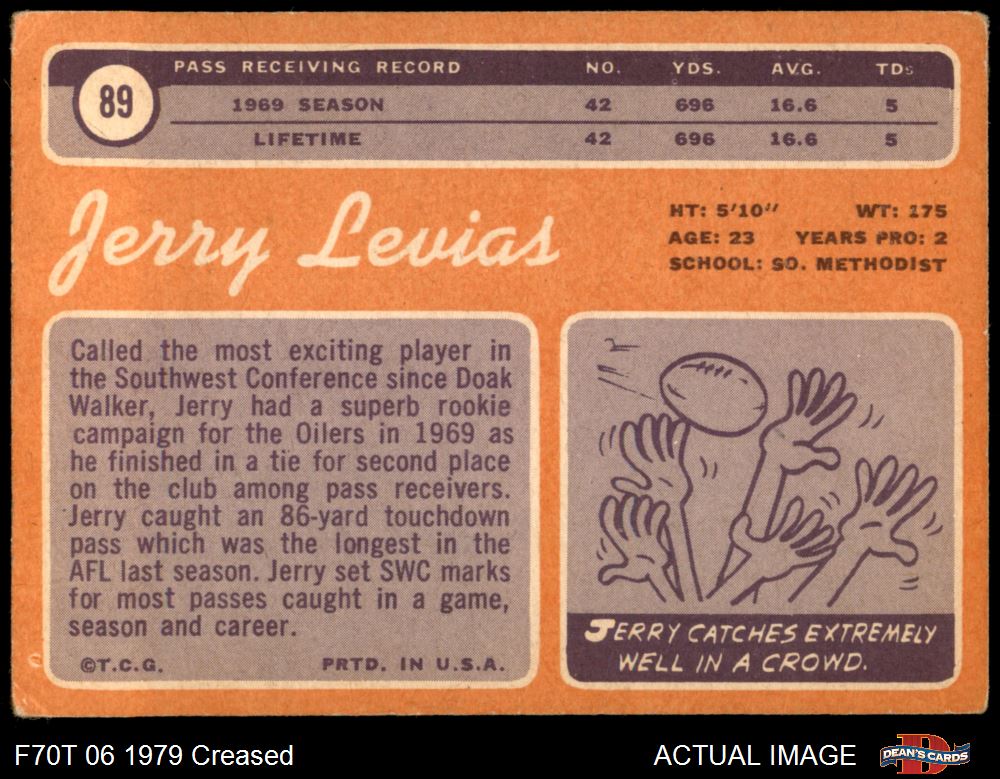 89
PASS RECEIVING RECORD NO. YDS. AVG. TDs
1969 SEASON 42 696 16.6 5
LIFETIME 42 696 16.6 5
Jerry Levias
HT: 5'10" WT: 175
AGE: 23 YEARS PRO: 2
SCHOOL: SO. METHODIST
Called the most exciting player in
the Southwest Conference since Doak
Walker, Jerry had a superb rookie
campaign for the Oilers in 1969 as
he finished in a tie for second place
on the club among pass receivers.
Jerry caught an 86-yard touchdown
pass which was the longest in the
AFL last season. Jerry set SWC marks
for most passes caught in a game,
season and career.
©T.C.G. PRTD. IN U.S.A.
JERRY CATCHES EXTREMELY
WELL IN A CROWD.
F70T 06 1979 Creased
ACTUAL IMAGE
DEAN'S CARDS